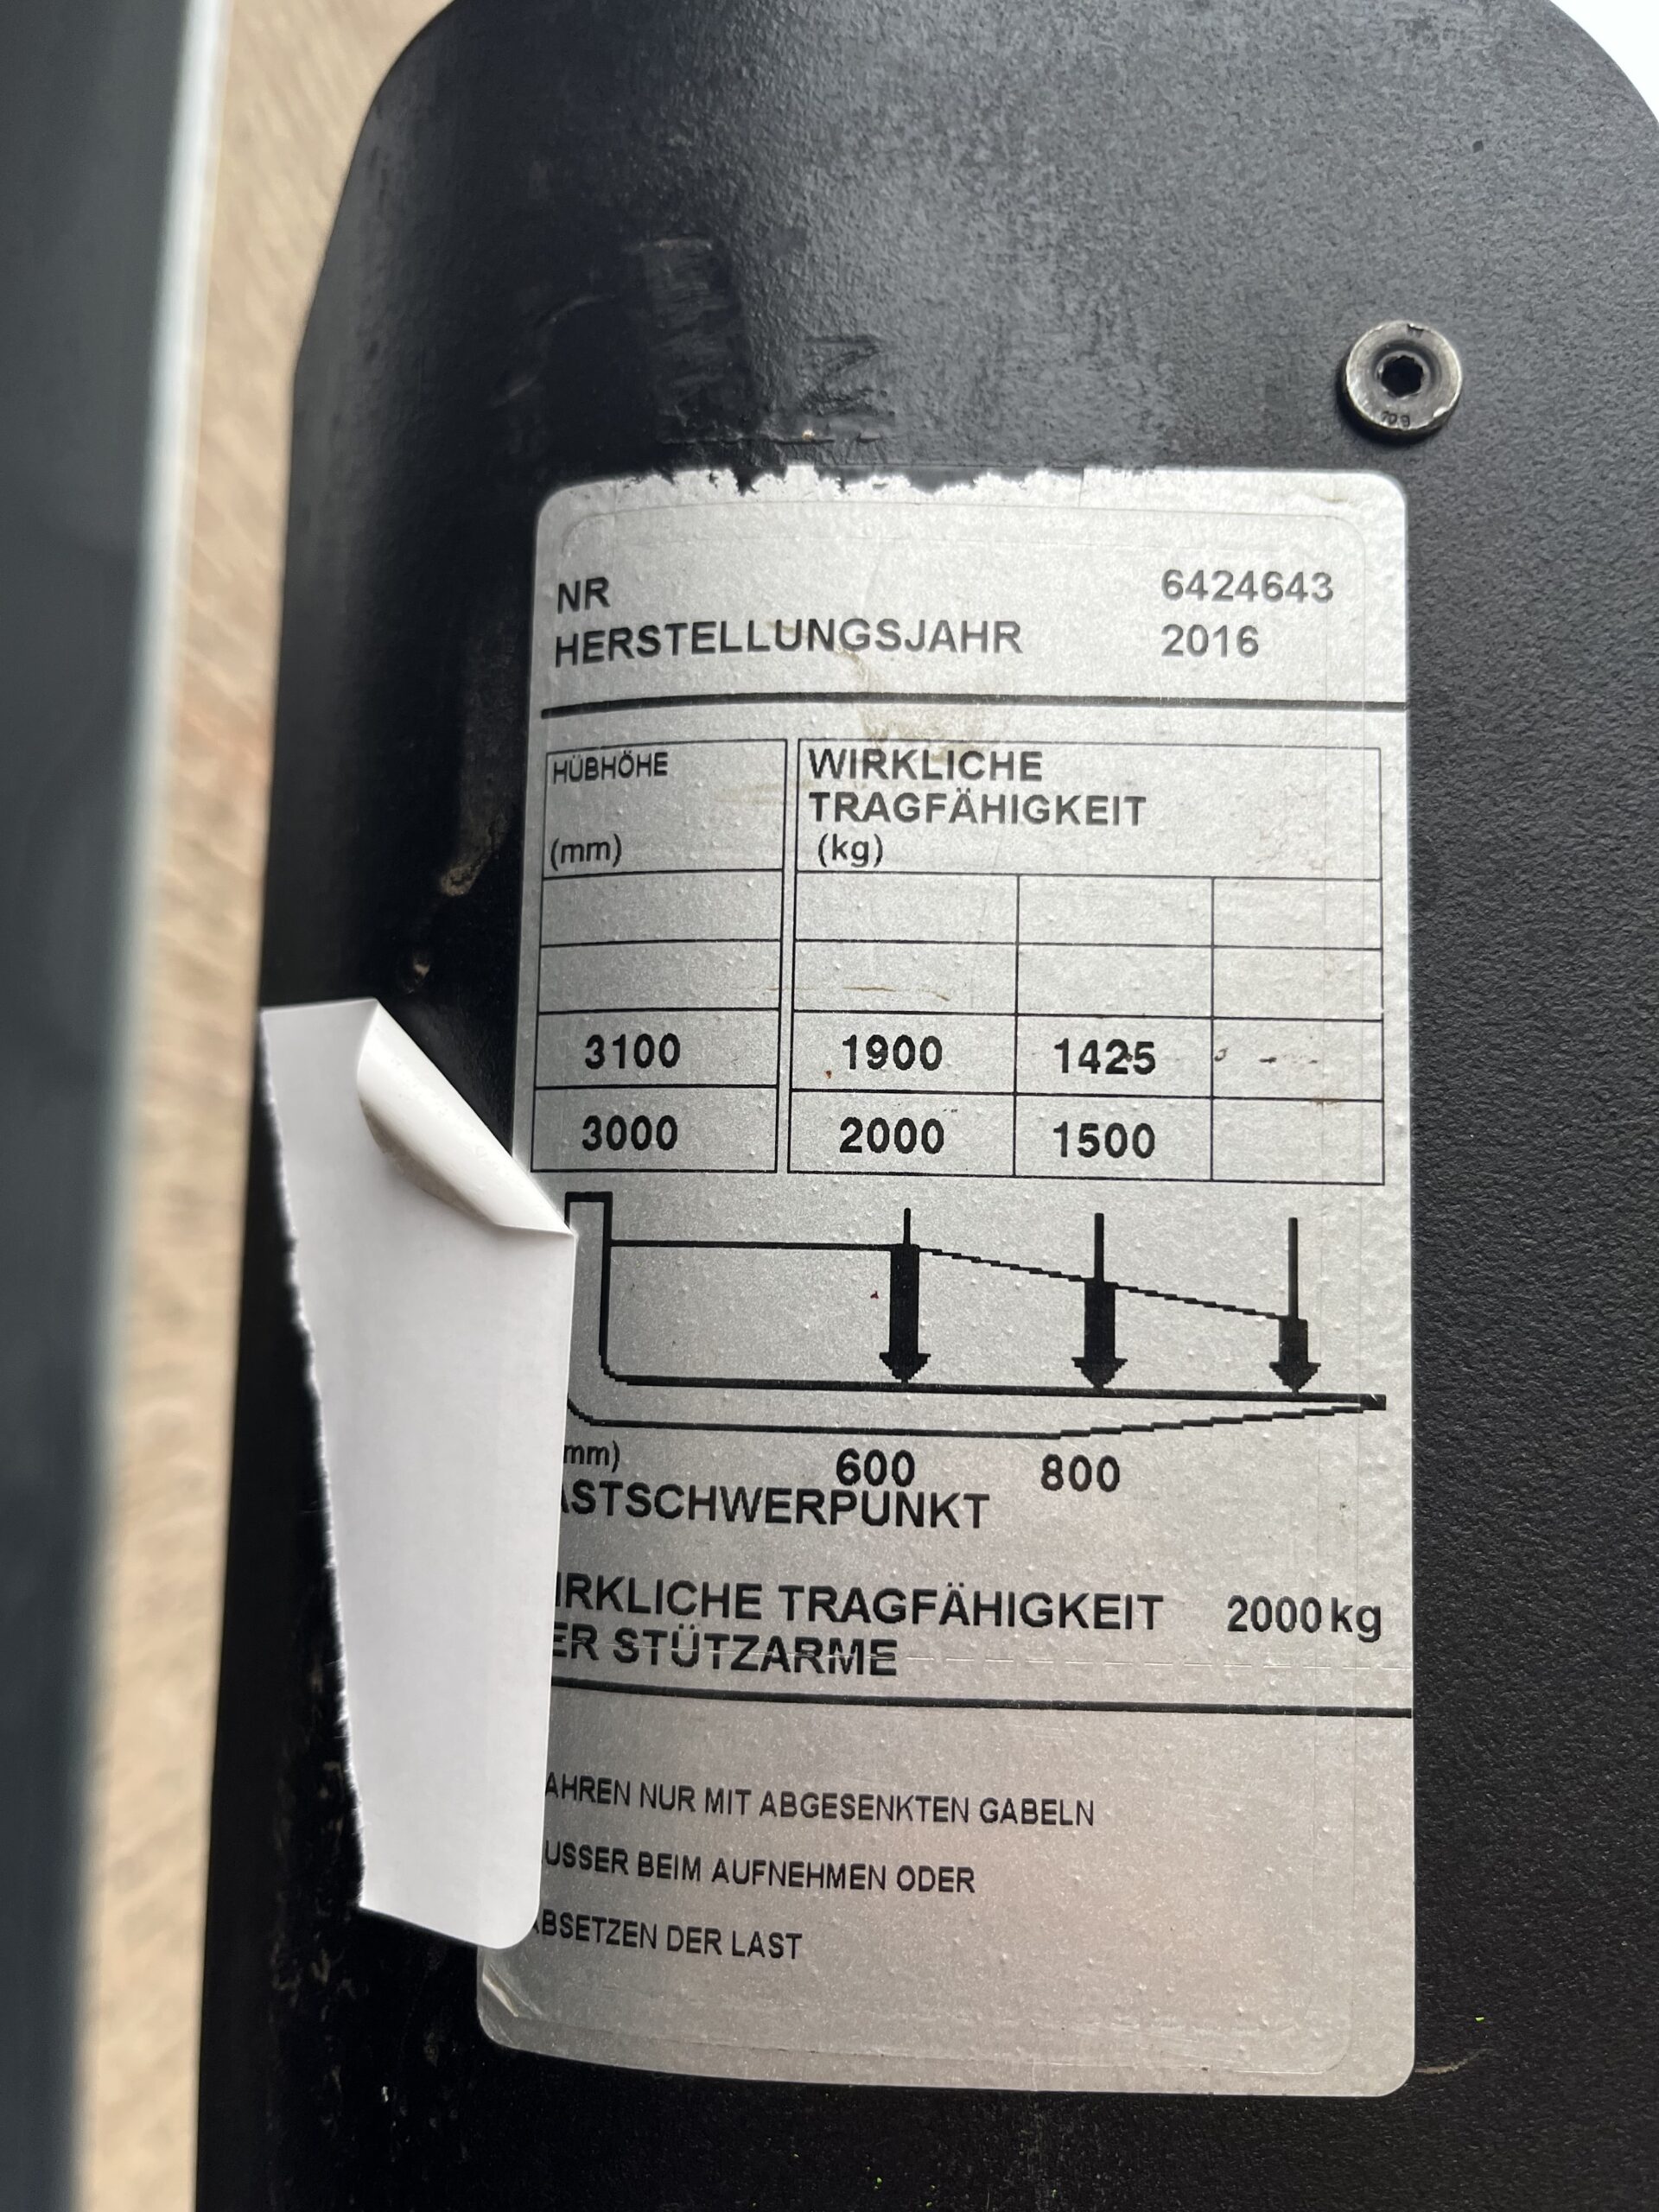 NR 6424643
HERSTELLUNGSJAHR 2016
HÜBHÖHE
(mm)
WIRKLICHE
TRAGFÄHIGKEIT
(kg)
3100 1900 1425
3000 2000 1500
mm) 600 800
ASTSCHWERPUNKT
IRKLICHE TRAGFÄHIGKEIT 2000 kg
ER STÜTZARME
AHREN NUR MIT ABGESENKTEN GABELN
USSER BEIM AUFNEHMEN ODER
ABSETZEN DER LAST